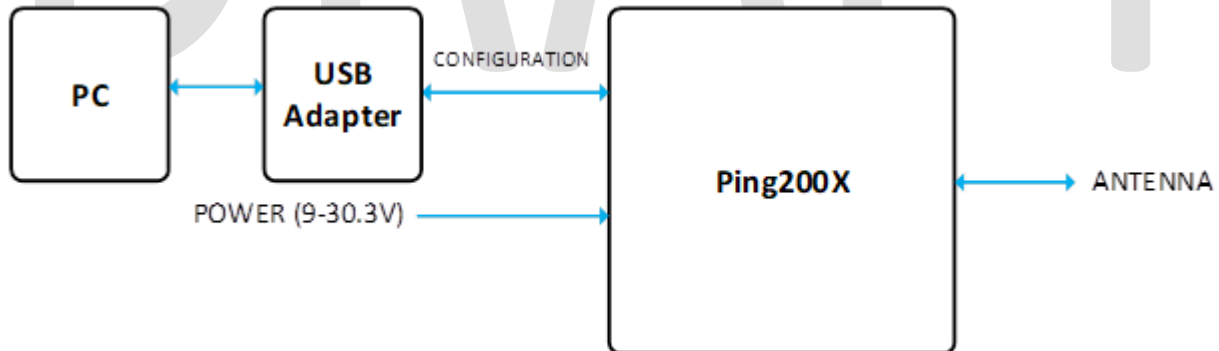 PC
USB
Adapter
CONFIGURATION
POWER (9-30.3V)
Ping200X
ANTENNA